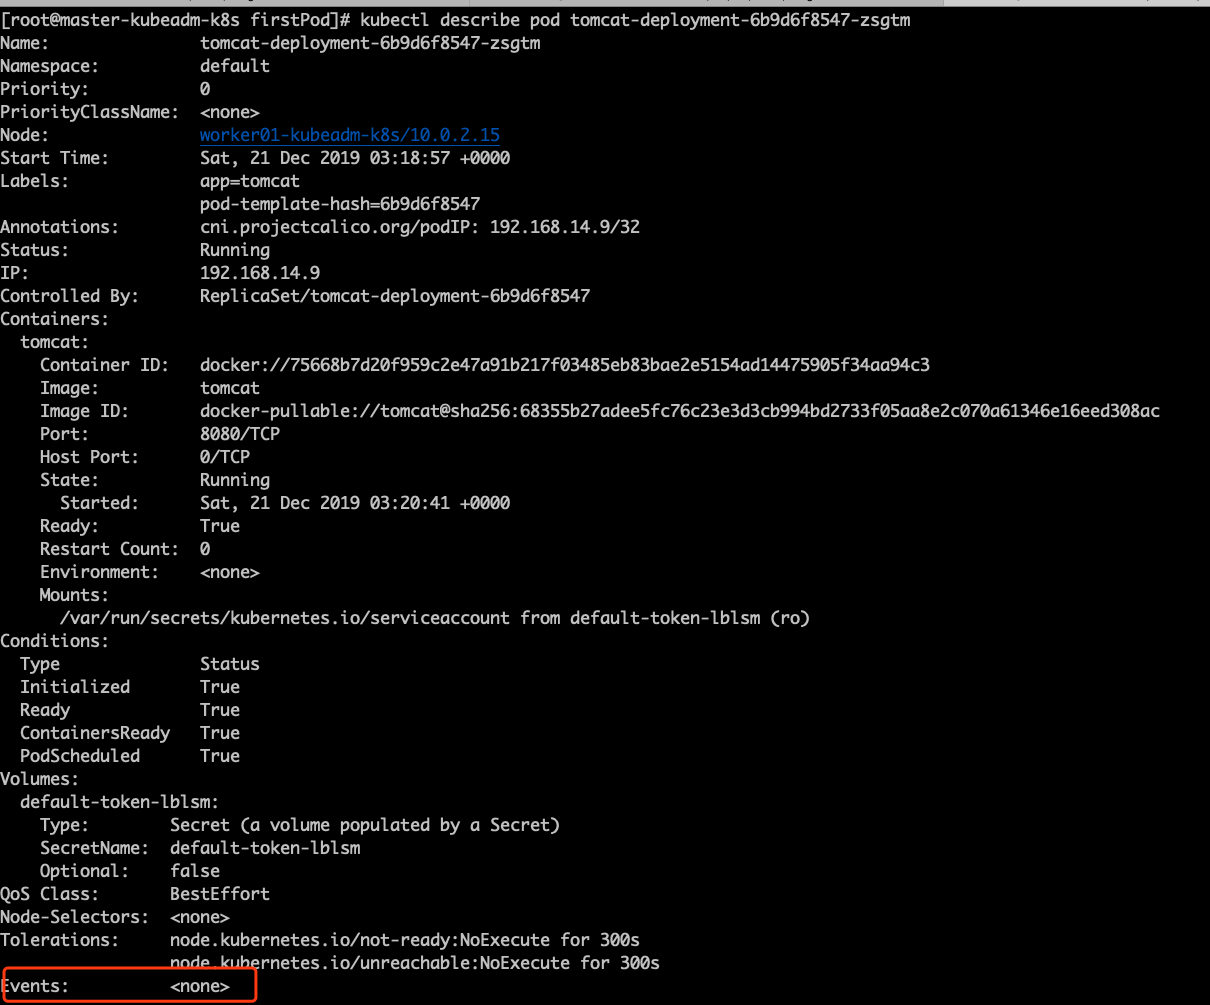 [root@master-kubeadm-k8s firstPod]# kubectl describe pod tomcat-deployment-6b9d6f8547-zsgtm
Name: tomcat-deployment-6b9d6f8547-zsgtm
Namespace: default
Priority: 0
PriorityClassName: <none>
Node: worker01-kubeadm-k8s/10.0.2.15
Start Time: Sat, 21 Dec 2019 03:18:57 +0000
Labels: app=tomcat
pod-template-hash=6b9d6f8547
Annotations: cni.projectcalico.org/podIP: 192.168.14.9/32
Status: Running
IP: 192.168.14.9
Controlled By: ReplicaSet/tomcat-deployment-6b9d6f8547
Containers:
tomcat:
Container ID: docker://75668b7d20f959c2e47a91b217f03485eb83bae2e5154ad14475905f34aa94c3
Image: tomcat
Image ID: docker-pullable://tomcat@sha256:68355b27adee5fc76c23e3d3cb994bd2733f05aa8e2c070a61346e16eed308ac
Port: 8080/TCP
Host Port: 0/TCP
State: Running
Started: Sat, 21 Dec 2019 03:20:41 +0000
Ready: True
Restart Count: 0
Environment: <none>
Mounts:
/var/run/secrets/kubernetes.io/serviceaccount from default-token-lblsm (ro)
Conditions:
Type Status
Initialized True
Ready True
ContainersReady True
PodScheduled True
Volumes:
default-token-lblsm:
Type: Secret (a volume populated by a Secret)
SecretName: default-token-lblsm
Optional: false
QoS Class: BestEffort
Node-Selectors: <none>
Tolerations: node.kubernetes.io/not-ready:NoExecute for 300s
node.kubernetes.io/unreachable:NoExecute for 300s
Events: <none>